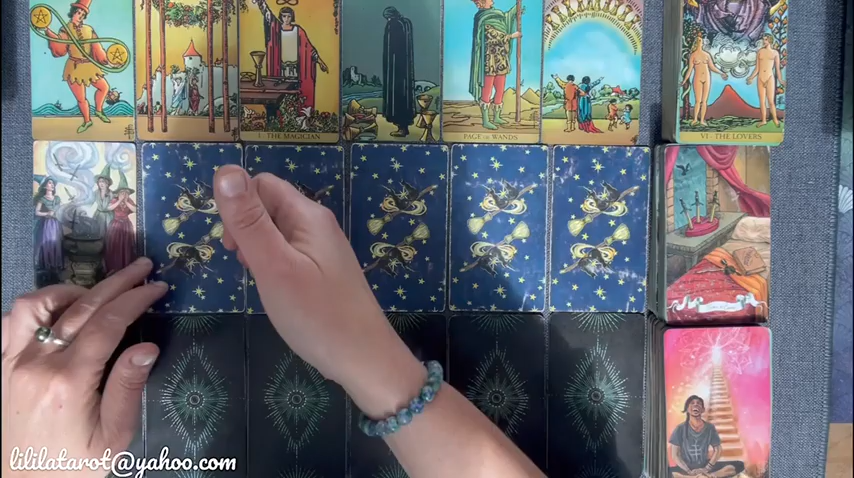 I · THE MAGICIAN
PAGE OF WANDS
VI · THE LOVERS
lililatarot@yahoo.com